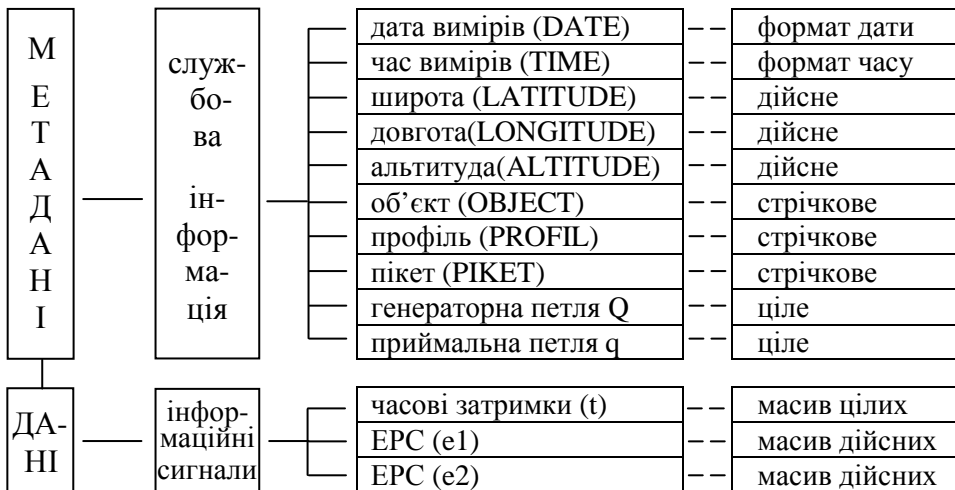 М
Е
Т
А
Д
А
Н
І
служ-
бо-
ва
ін-
фор-
ма-
ція
дата вимірів (DATE)
формат дати
час вимірів (TIME)
формат часу
широта (LATITUDE)
дійсне
довгота(LONGITUDE)
дійсне
альтитуда(ALTITUDE)
дійсне
об’єкт (OBJECT)
стрічкове
профіль (PROFIL)
стрічкове
пікет (PIKET)
стрічкове
генераторна петля Q
ціле
приймальна петля q
ціле
ДА-
НІ
інфор-
маційні
сигнали
часові затримки (t)
масив цілих
ЕРС (e1)
масив дійсних
ЕРС (e2)
масив дійсних